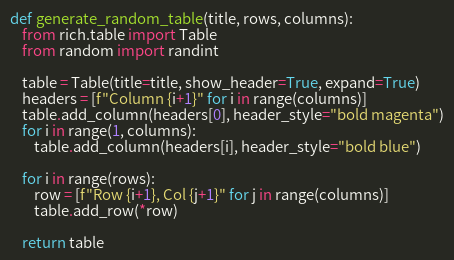 def generate_random_table(title, rows, columns):
    from rich.table import Table
    from random import randint

    table = Table(title=title, show_header=True, expand=True)
    headers = [f"Column {i+1}" for i in range(columns)]
    table.add_column(headers[0], header_style="bold magenta")
    for i in range(1, columns):
        table.add_column(headers[i], header_style="bold blue")

    for i in range(rows):
        row = [f"Row {i+1}, Col {j+1}" for j in range(columns)]
        table.add_row(*row)

    return table